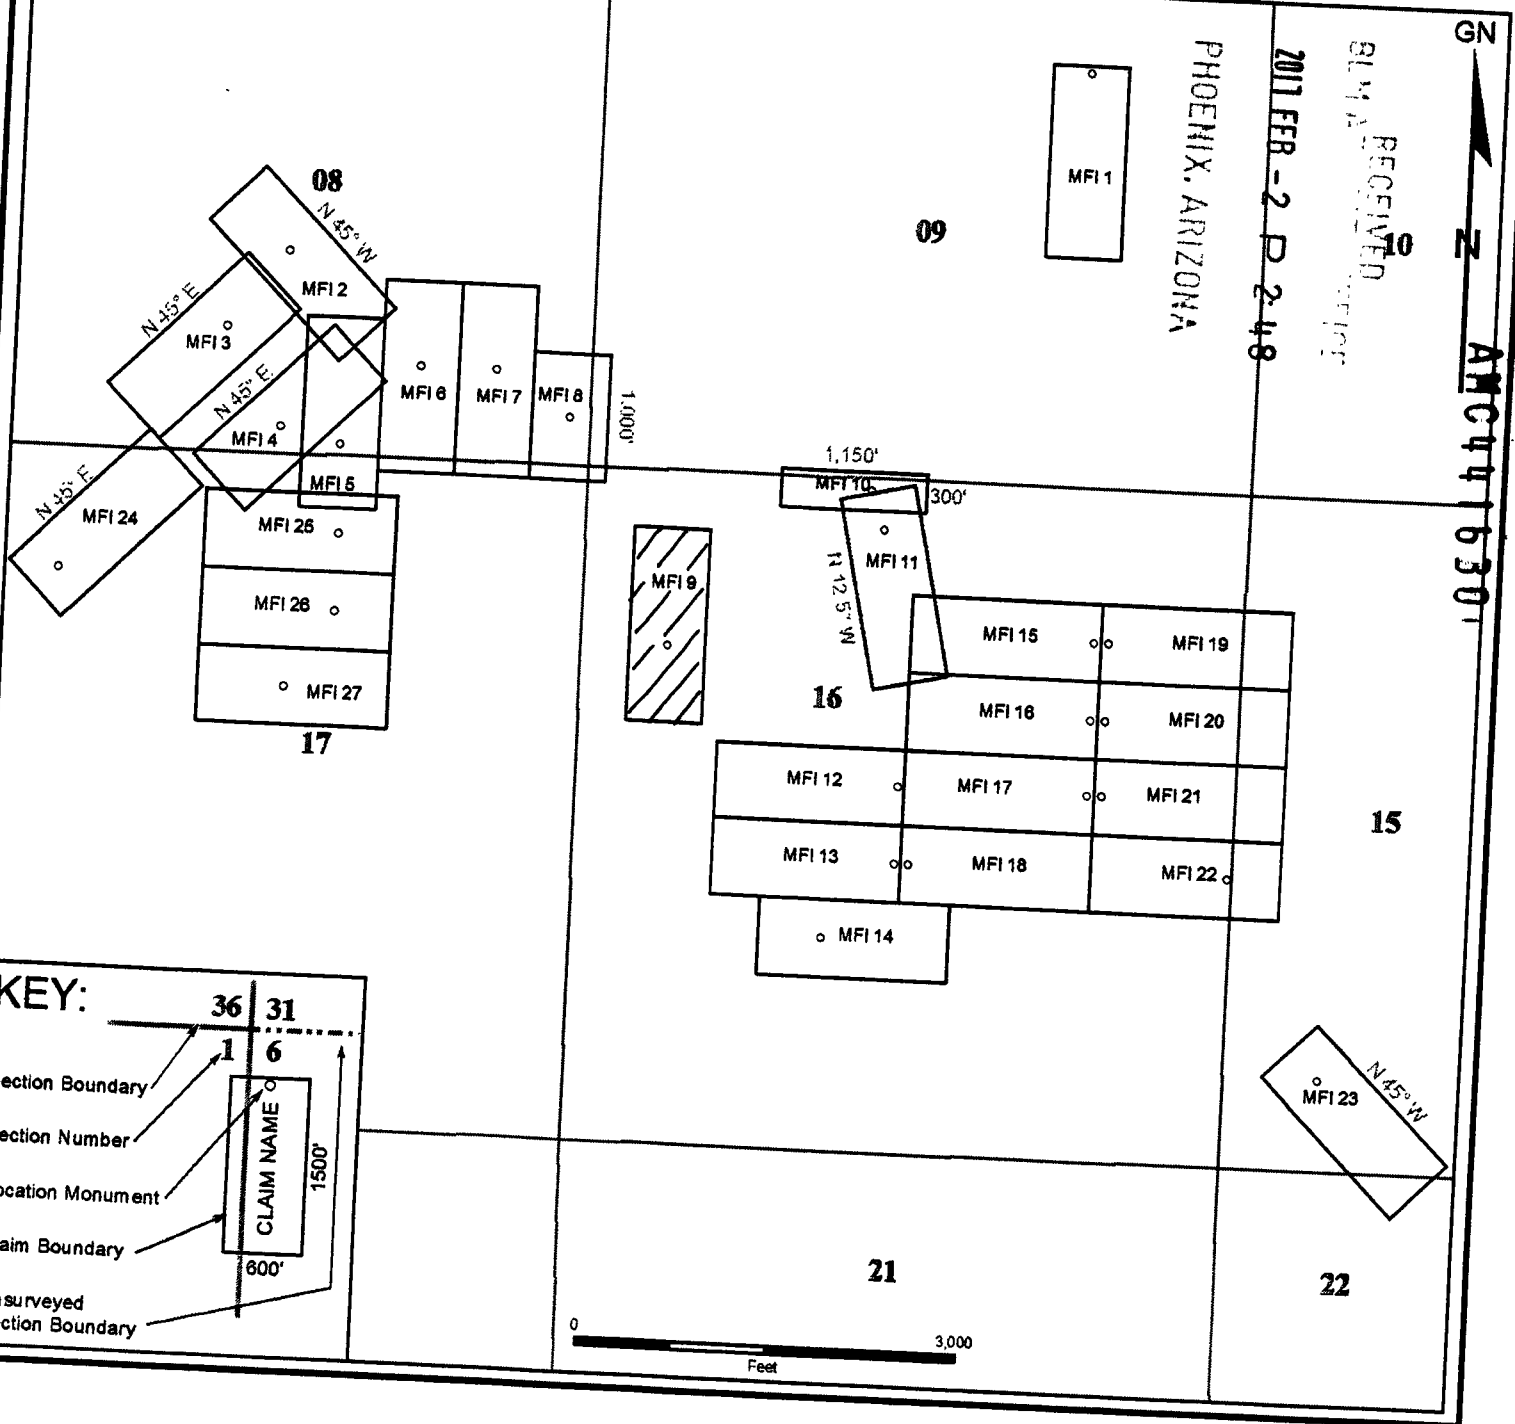 GN
N
PHOENIX, ARIZONA
2011 FEB -2 P 2:48
RECEIVED
08
09
10
MFI 1
N 45° W
MFI 2
N 45° E
MFI 3
N 45° E
MFI 4
MFI 5
MFI 6
MFI 7
MFI 8
1,000'
1,150'
MFI 10
300'
N 45° E
MFI 24
MFI 25
MFI 26
MFI 27
17
MFI 9
MFI 11
N 12.5° W
16
MFI 15
MFI 19
MFI 16
MFI 20
MFI 12
MFI 17
MFI 21
15
MFI 13
MFI 18
MFI 22
MFI 14
KEY:
36 31
1 6
ection Boundary
ection Number
ocation Monument
aim Boundary
surveyed
ction Boundary
CLAIM NAME
1500'
600'
MFI 23
N 45° W
21
22
0
3,000
Feet